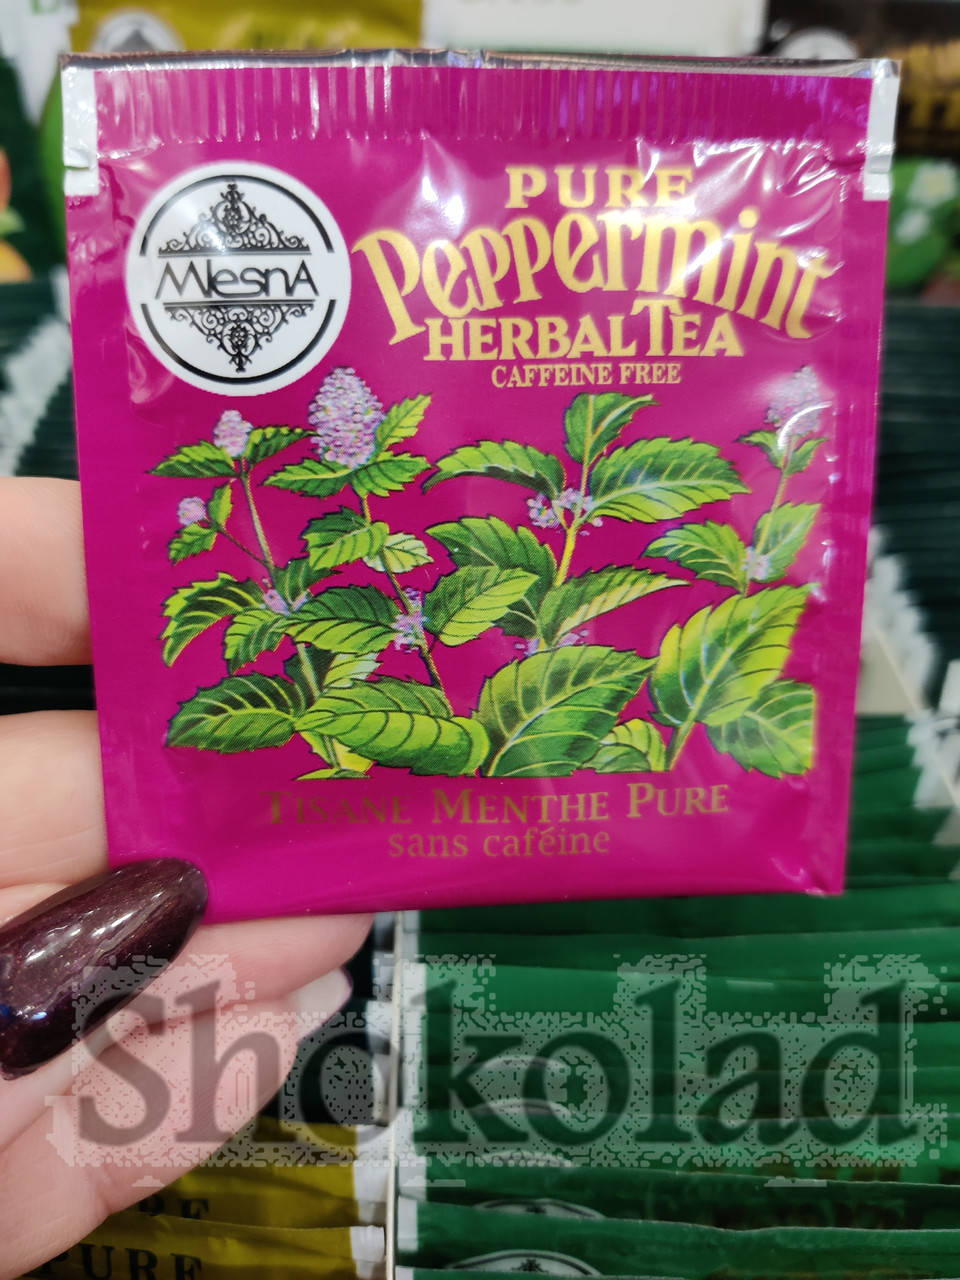 PURE
Peppermint
HERBAL TEA
CAFFEINE FREE
MlesnA
TISANE MENTHE PURE
sans caféine
Shokolad
PURE